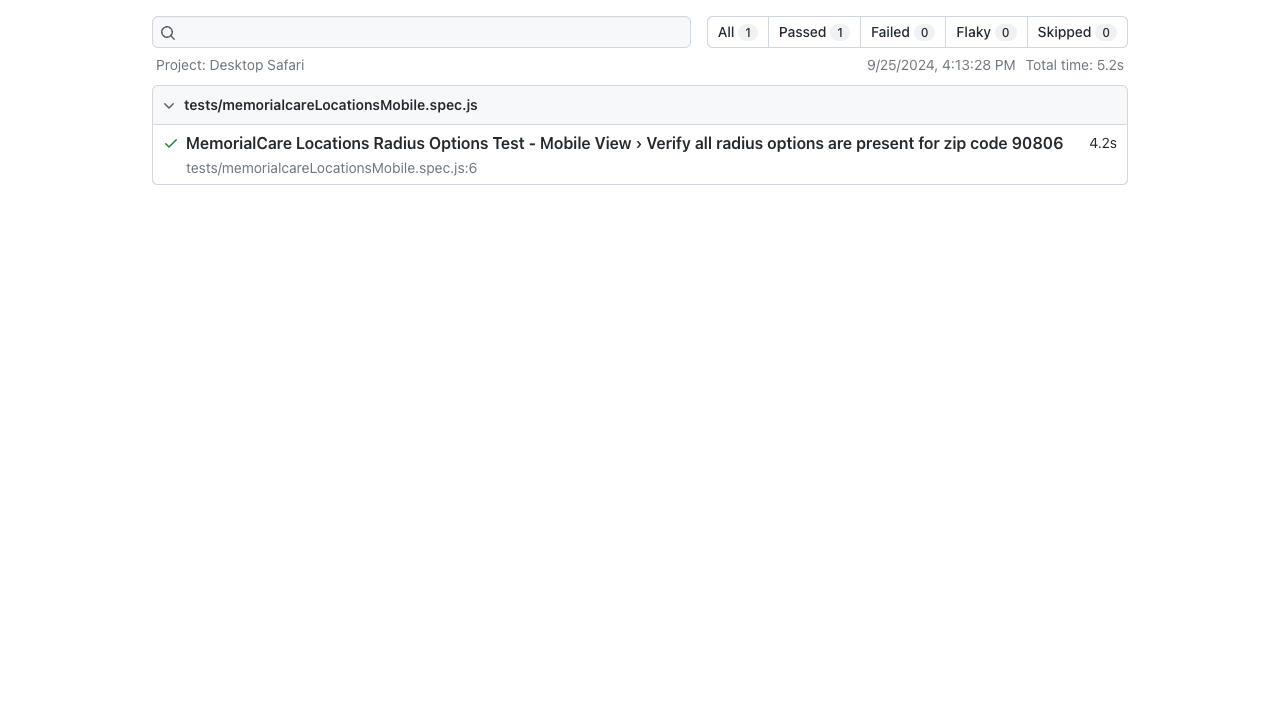 All 1 Passed 1 Failed 0 Flaky 0 Skipped 0
Project: Desktop Safari 9/25/2024, 4:13:28 PM Total time: 5.2s
tests/memorialcareLocationsMobile.spec.js
MemorialCare Locations Radius Options Test - Mobile View › Verify all radius options are present for zip code 90806 4.2s
tests/memorialcareLocationsMobile.spec.js:6